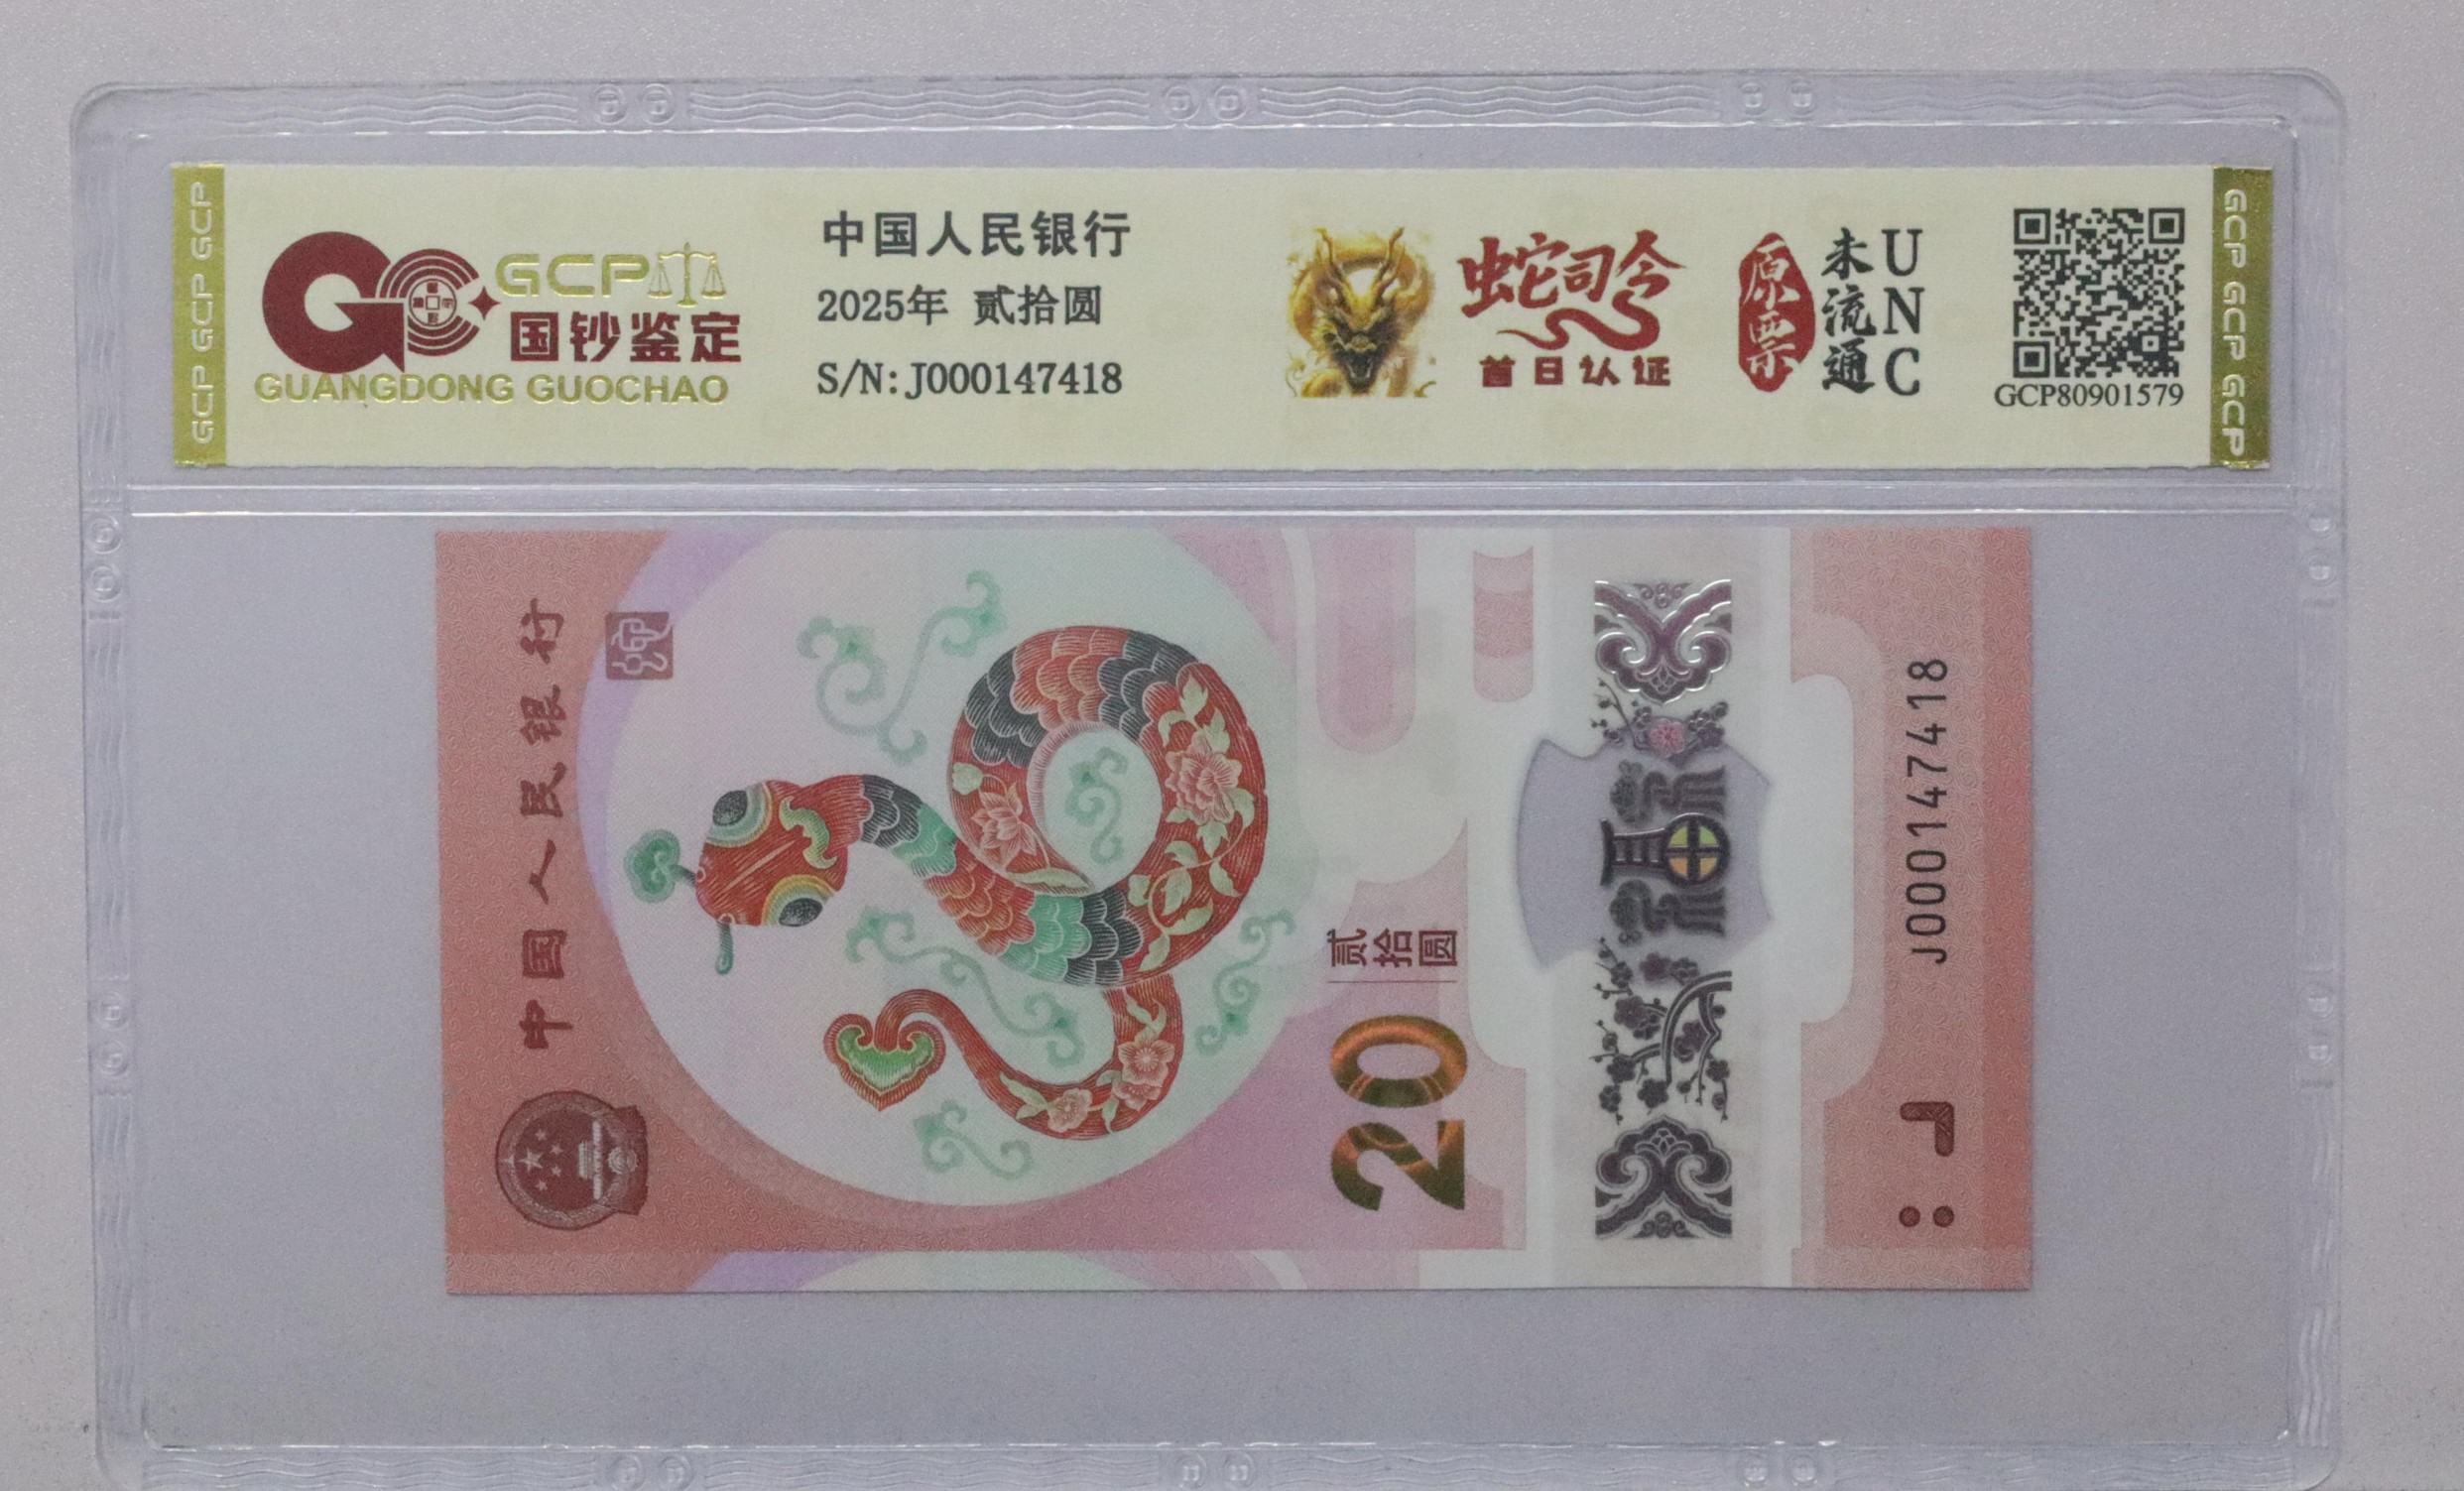 GCP GCP GCP
GCP
国钞鉴定
GUANGDONG GUOCHAO
中国人民银行
2025年 贰拾圆
S/N: J000147418
蛇司令
首日认证
原票
未流通
UNC
GCP80901579
GCP GCP GCP
中国人民银行
蛇
贰拾圆
20
福
J000147418